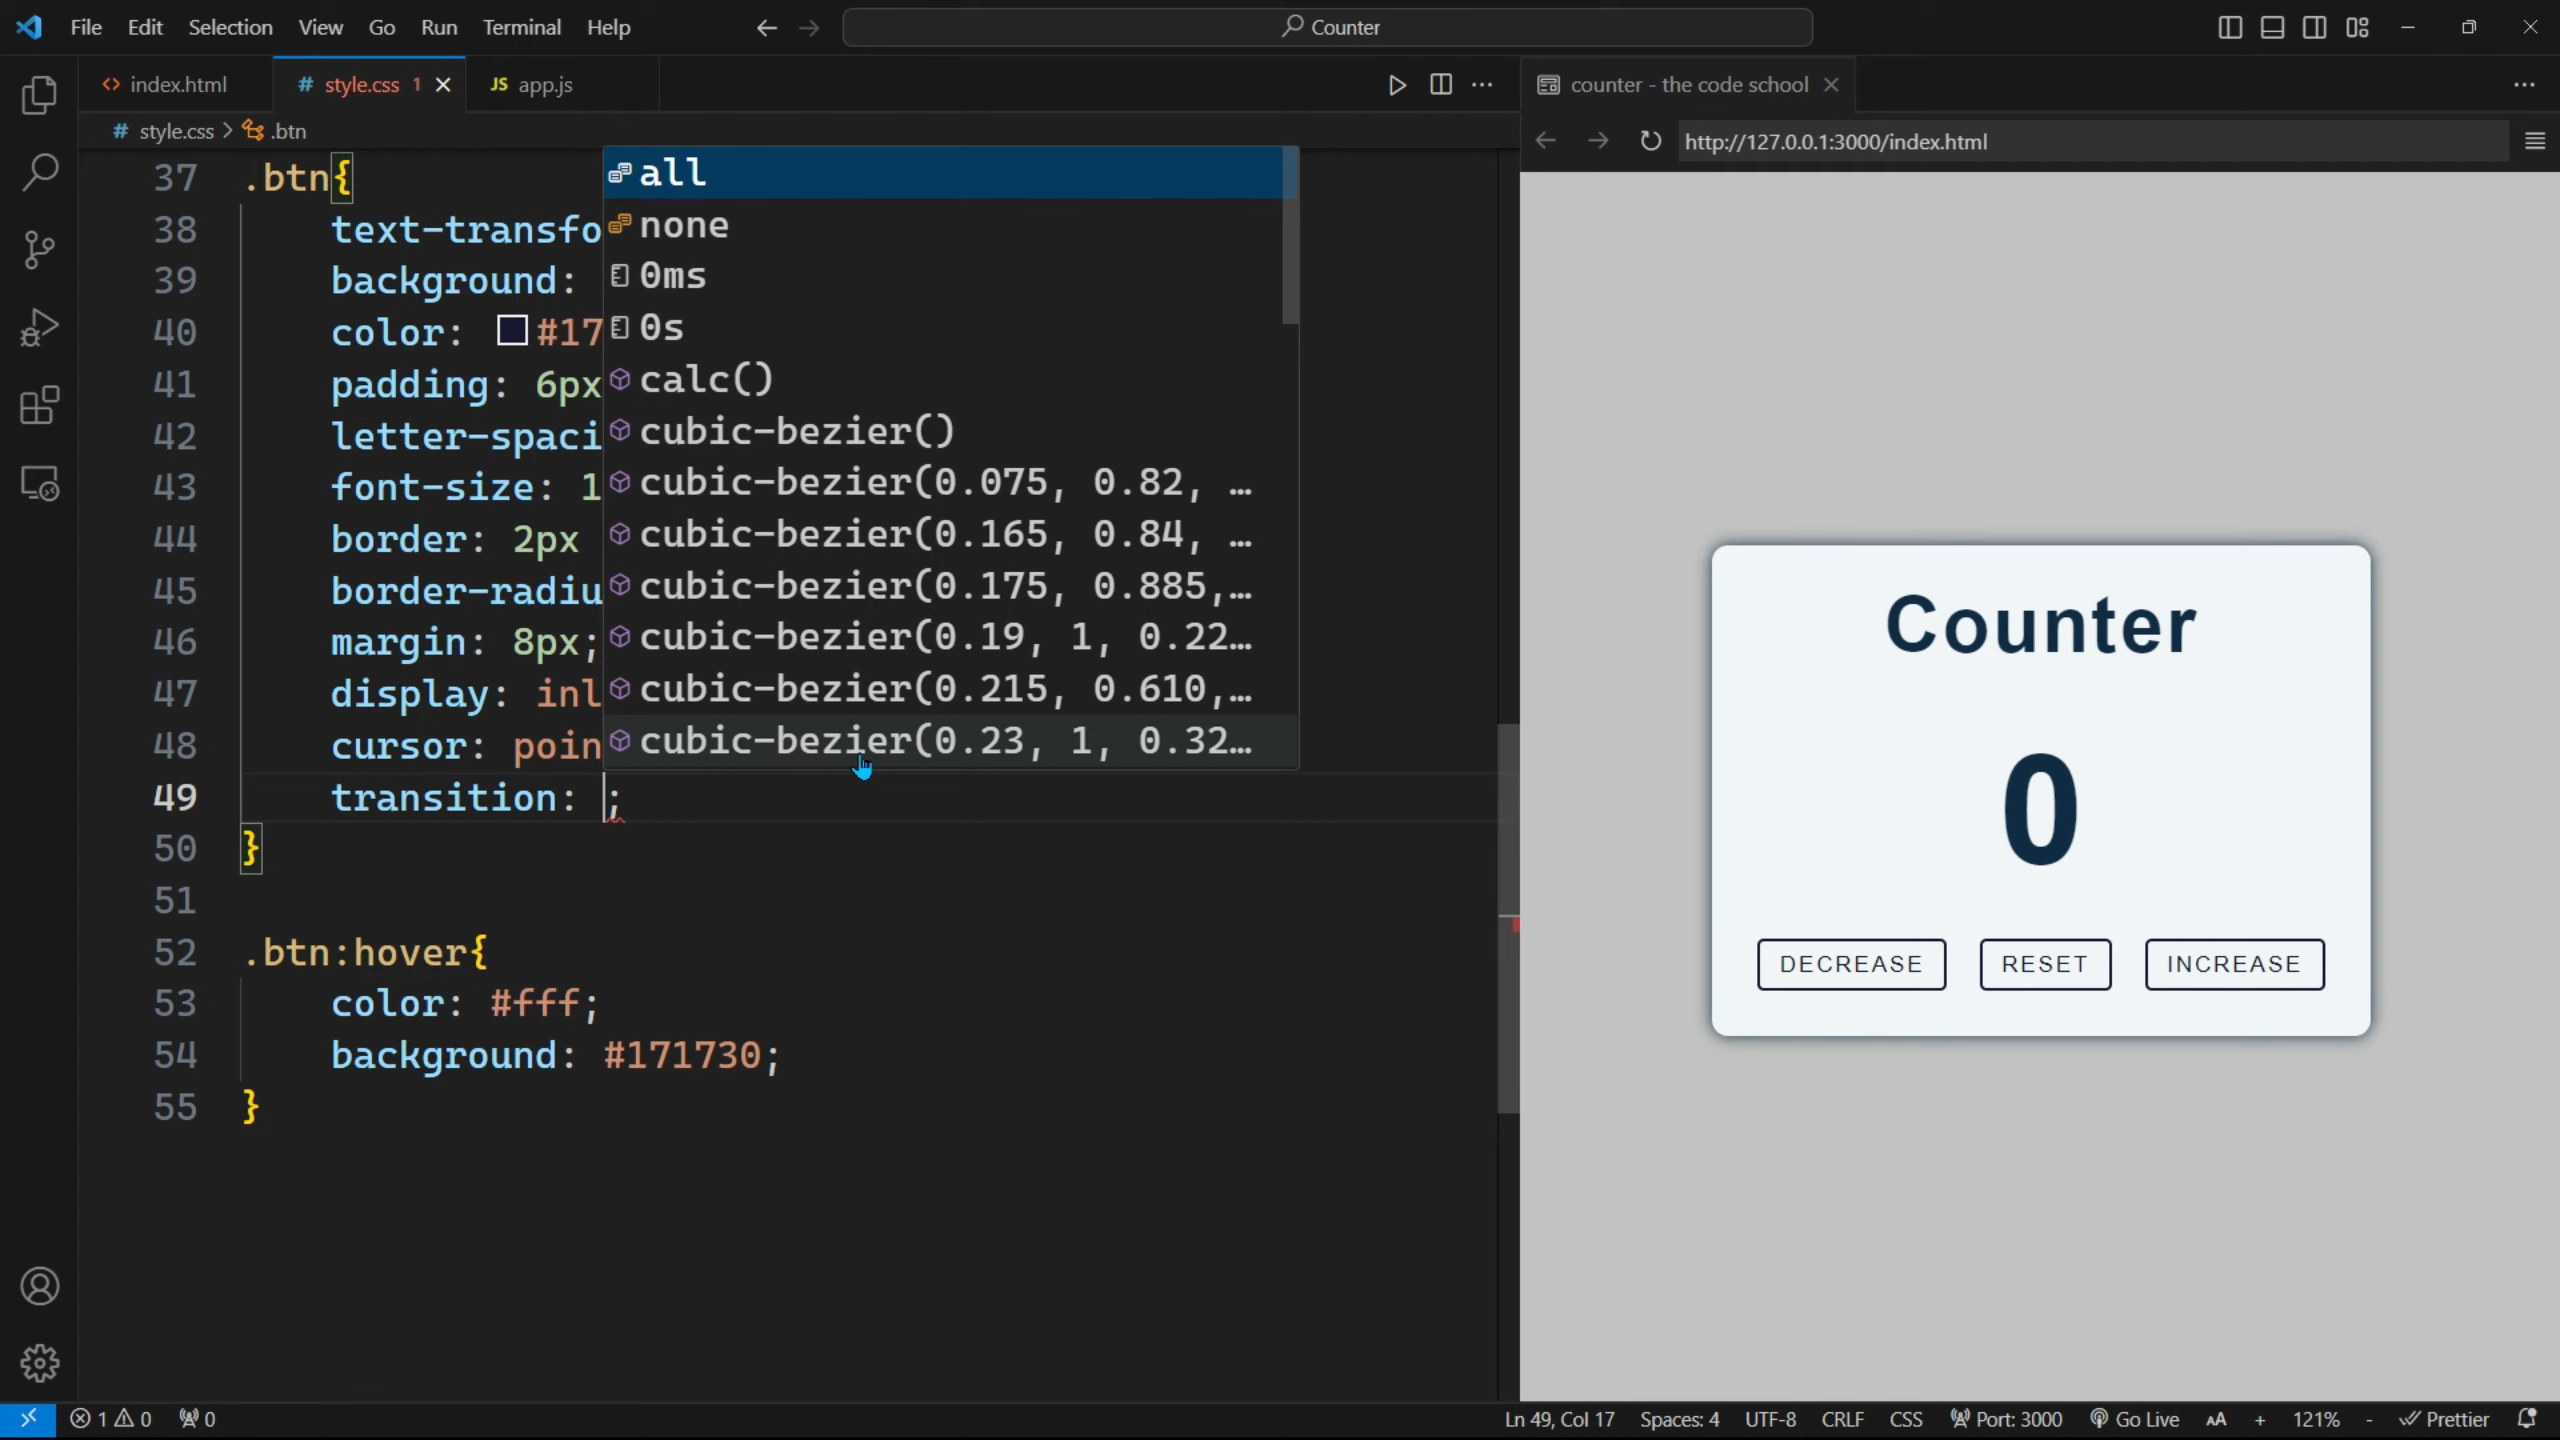 File Edit Selection View Go Run Terminal Help
Counter
index.html
# style.css 1
JS app.js
counter - the code school
# style.css > .btn
http://127.0.0.1:3000/index.html
37 .btn{
38 text-transfo
39 background:
40 color: #17
41 padding: 6px
42 letter-spaci
43 font-size: 1
44 border: 2px
45 border-radiu
46 margin: 8px;
47 display: inl
48 cursor: poin
49 transition: ;
50 }
51
52 .btn:hover{
53 color: #fff;
54 background: #171730;
55 }
all
none
0ms
0s
calc()
cubic-bezier()
cubic-bezier(0.075, 0.82, …
cubic-bezier(0.165, 0.84, …
cubic-bezier(0.175, 0.885,…
cubic-bezier(0.19, 1, 0.22…
cubic-bezier(0.215, 0.610,…
cubic-bezier(0.23, 1, 0.32…
Counter
0
DECREASE RESET INCREASE
1 0 0
Ln 49, Col 17 Spaces: 4 UTF-8 CRLF CSS Port: 3000 Go Live AA + 121% - Prettier